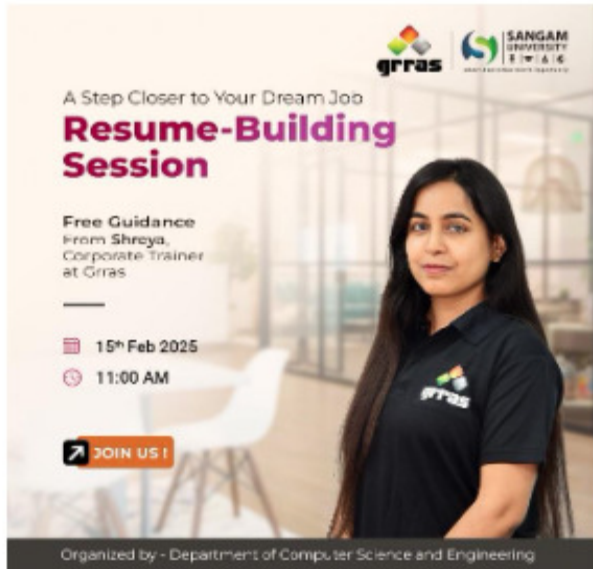 grras
SANGAM
UNIVERSITY
A Step Closer to Your Dream Job
Resume-Building
Session
Free Guidance
From Shreya,
Corporate Trainer
at Grras
15th Feb 2025
11:00 AM
grras
JOIN US !
Organized by - Department of Computer Science and Engineering